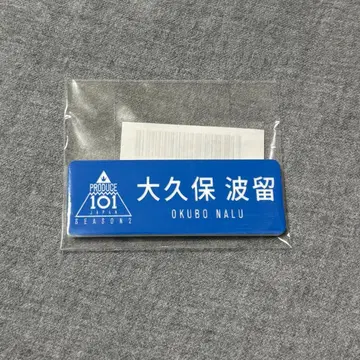 PRODUCE
101
JAPAN
SEASON2
大久保 波留
OKUBO NALU